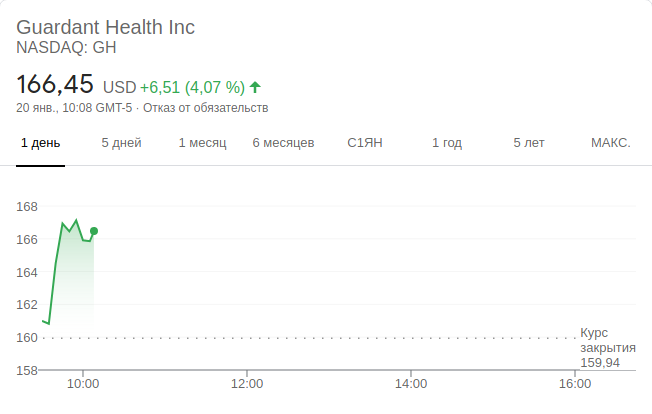 Guardant Health Inc
NASDAQ: GH
166,45 USD +6,51 (4,07 %)
20 янв., 10:08 GMT-5 · Отказ от обязательств
1 день 5 дней 1 месяц 6 месяцев С1ЯН 1 год 5 лет МАКС.
168
166
164
162
160
158
Курс
закрытия
159,94
10:00 12:00 14:00 16:00